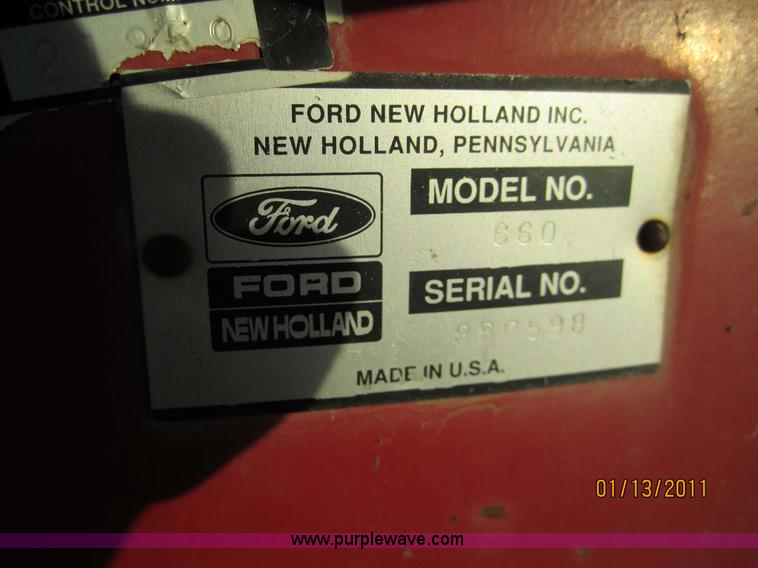 CONTROL
FORD NEW HOLLAND INC.
NEW HOLLAND, PENNSYLVANIA
Ford
FORD
NEW HOLLAND
MODEL NO.
660
SERIAL NO.
MADE IN U.S.A.
01/13/2011
www.purplewave.com